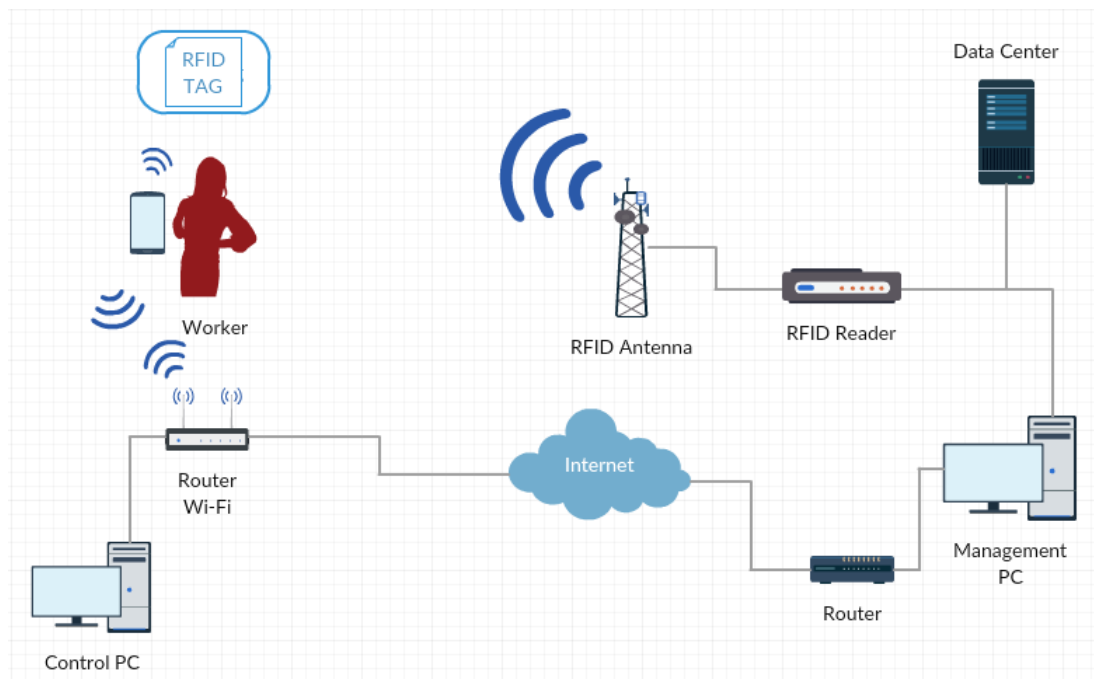 RFID
TAG
Data Center
Worker
RFID Antenna
RFID Reader
Internet
Router
Wi-Fi
Management
PC
Router
Control PC